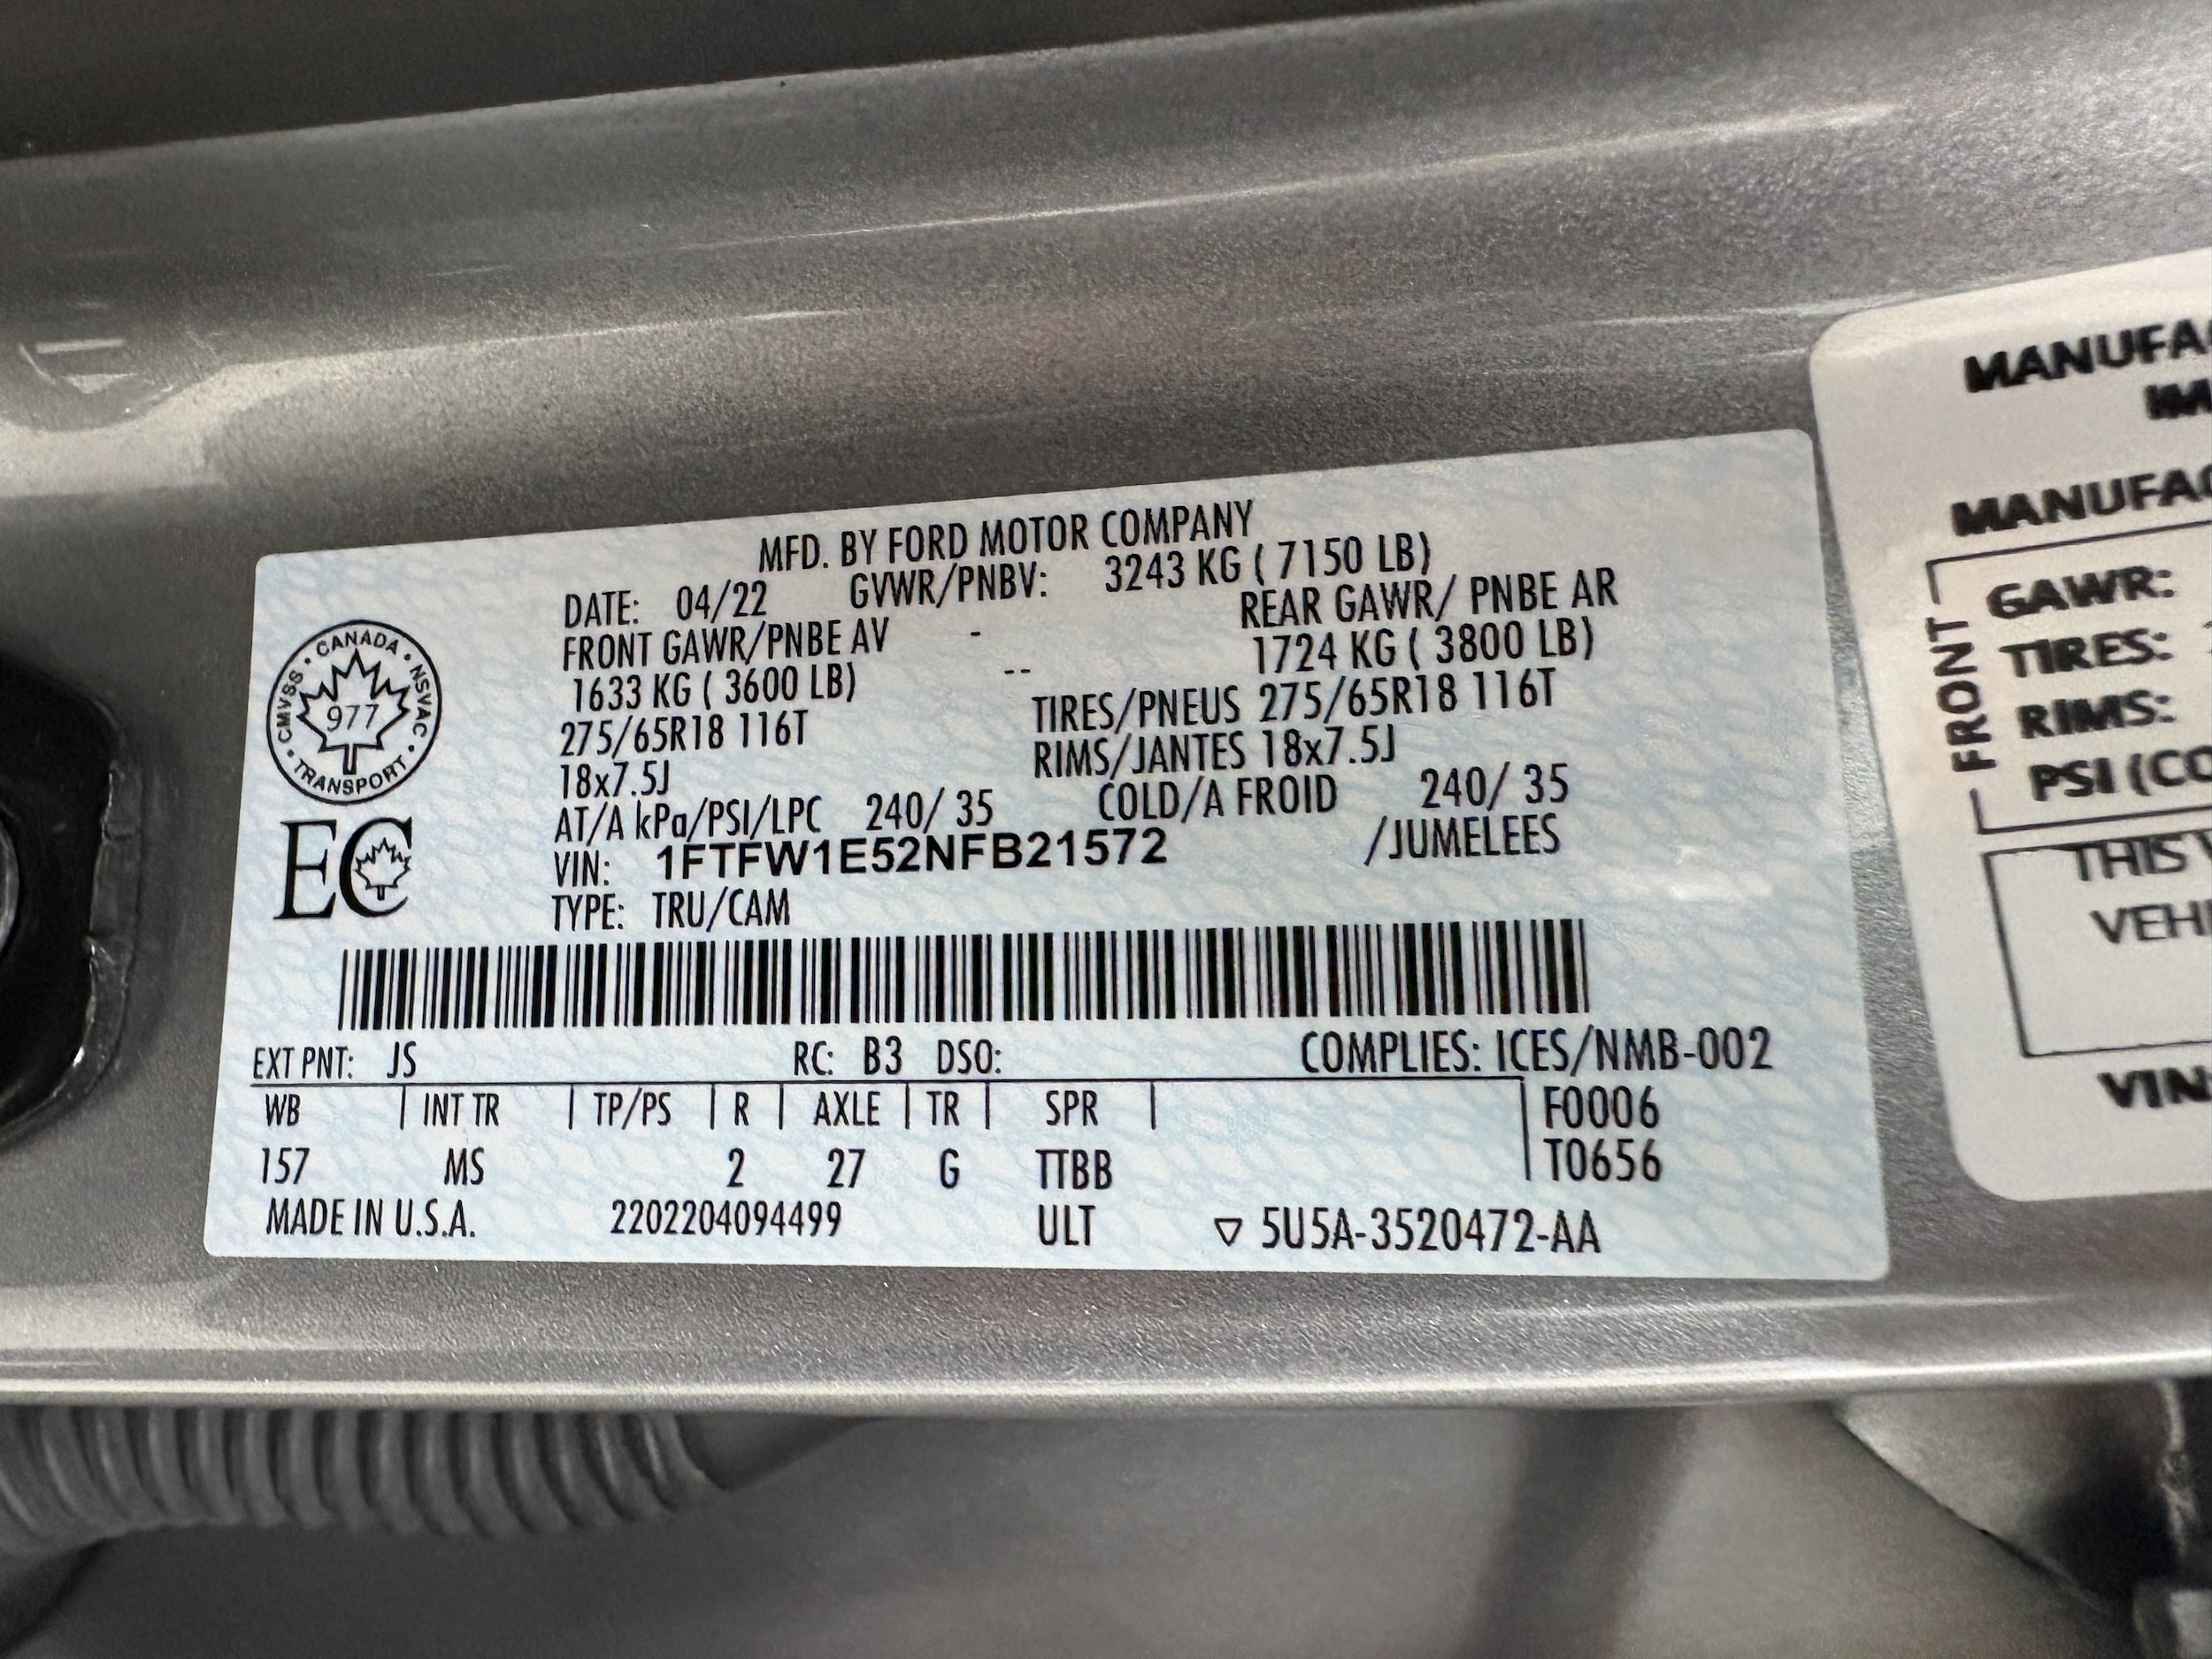 MFD. BY FORD MOTOR COMPANY
DATE: 04/22 GVWR/PNBV: 3243 KG ( 7150 LB)
FRONT GAWR/PNBE AV - REAR GAWR/ PNBE AR
1633 KG ( 3600 LB) -- 1724 KG ( 3800 LB)
275/65R18 116T TIRES/PNEUS 275/65R18 116T
18x7.5J RIMS/JANTES 18x7.5J
AT/A kPa/PSI/LPC 240/ 35 COLD/A FROID 240/ 35
VIN: 1FTFW1E52NFB21572 /JUMELEES
TYPE: TRU/CAM
CANADA • NSVAC • TRANSPORT • CMVSS •
977
EC
EXT PNT: JS RC: B3 DSO: COMPLIES: ICES/NMB-002
WB | INT TR | TP/PS | R | AXLE | TR | SPR | F0006
157 MS 2 27 G TTBB T0656
MADE IN U.S.A. 2202204094499 ULT ▽ 5U5A-3520472-AA
FRONT
GAWR:
TIRES:
RIMS:
PSI (CO
THIS
VEHI
VIN: